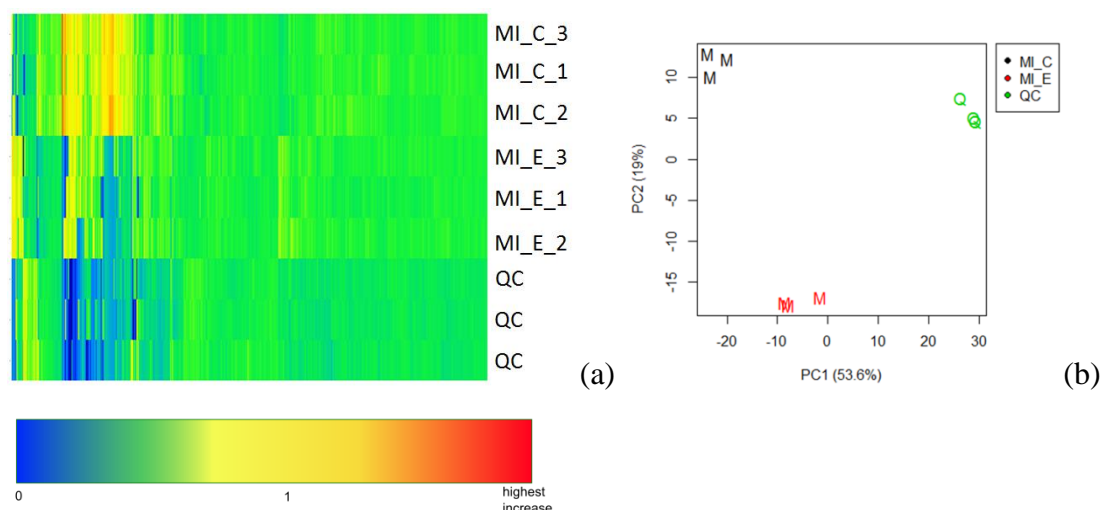 MI_C_3
MI_C_1
MI_C_2
MI_E_3
MI_E_1
MI_E_2
QC
QC
QC
(a)
0
1
highest
increase
M
M
M
M
M
M
10
5
0
-5
-10
-15
PC2 (19%)
-20
-10
0
10
20
30
PC1 (53.6%)
MI_C
MI_E
QC
(b)